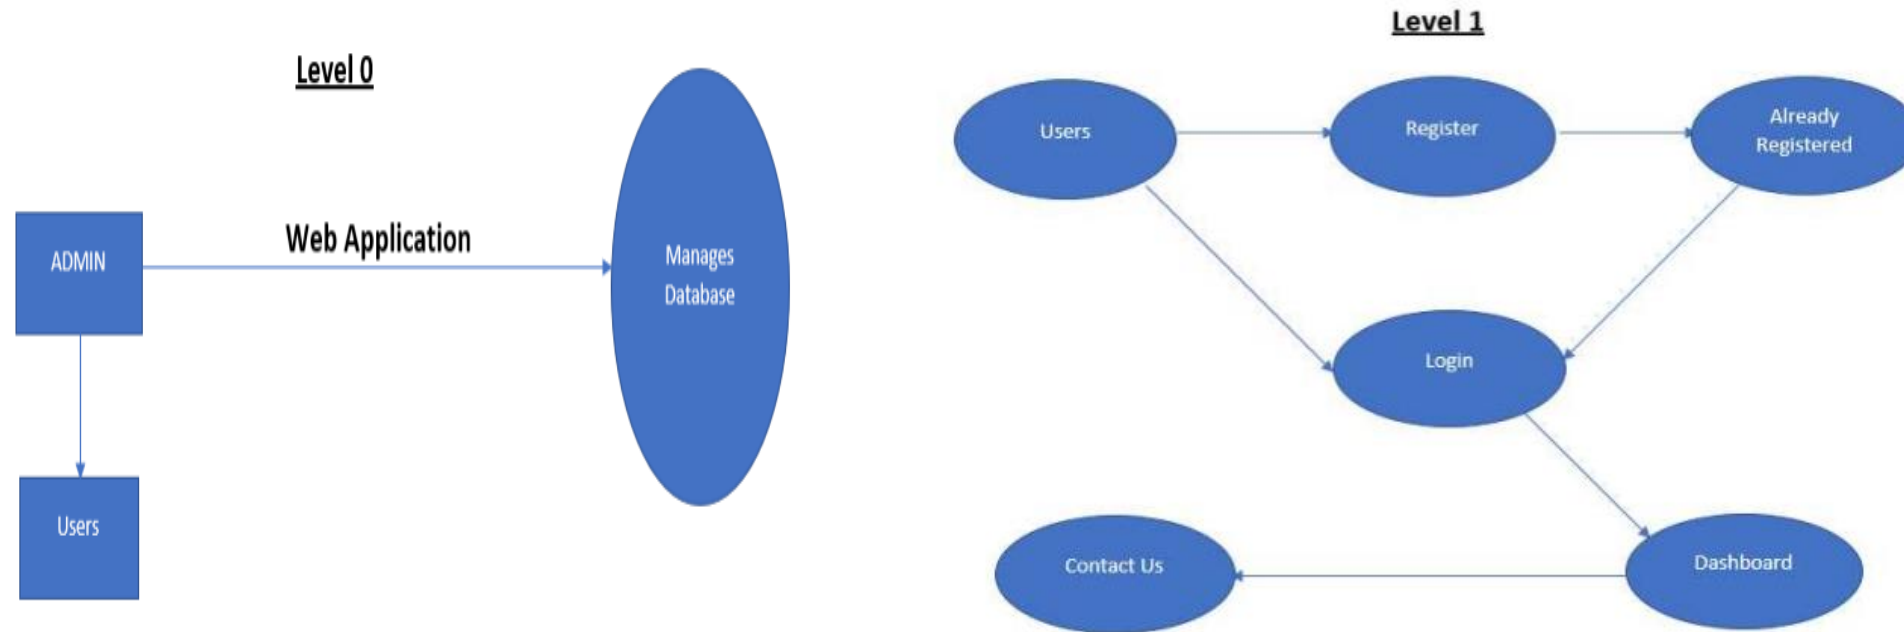 Level 0
Web Application
ADMIN
Manages
Database
Users
Level 1
Users
Register
Already
Registered
Login
Contact Us
Dashboard